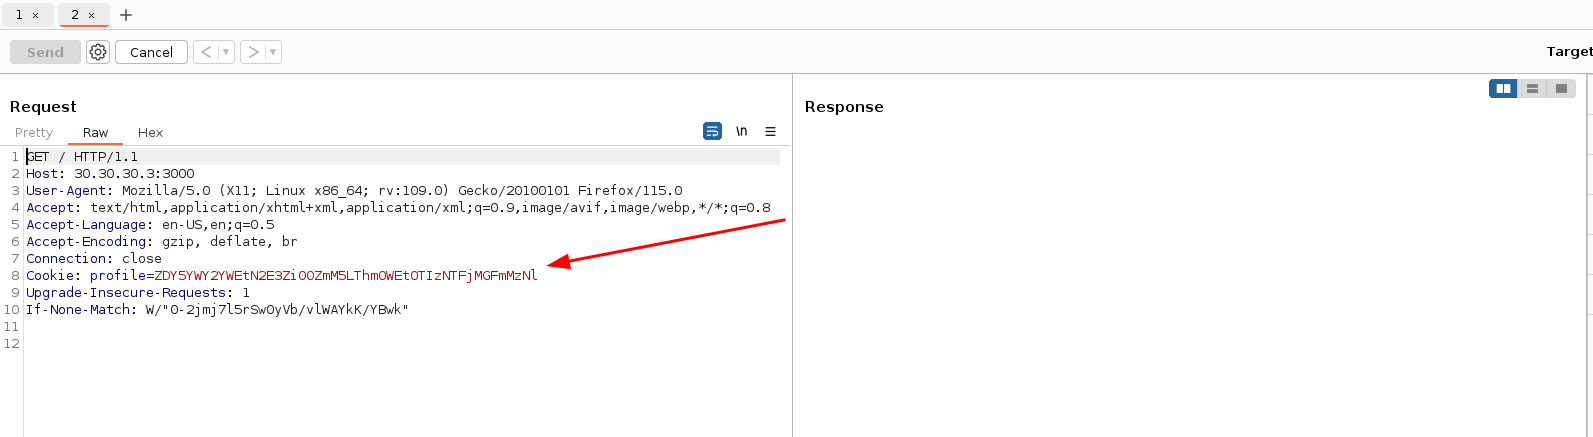 1 × 2 × +
Send Cancel < > Target
Request
Response
Pretty Raw Hex \n
1 GET / HTTP/1.1
2 Host: 30.30.30.3:3000
3 User-Agent: Mozilla/5.0 (X11; Linux x86_64; rv:109.0) Gecko/20100101 Firefox/115.0
4 Accept: text/html,application/xhtml+xml,application/xml;q=0.9,image/avif,image/webp,*/*;q=0.8
5 Accept-Language: en-US,en;q=0.5
6 Accept-Encoding: gzip, deflate, br
7 Connection: close
8 Cookie: profile=ZDY5YWY2YWEtN2E3Zi00ZmM5LThmOWEtOTIzNTFjMGFmMzNl
9 Upgrade-Insecure-Requests: 1
10 If-None-Match: W/"0-2jmj7l5rSw0yVb/vlWAYkK/YBwk"
11
12